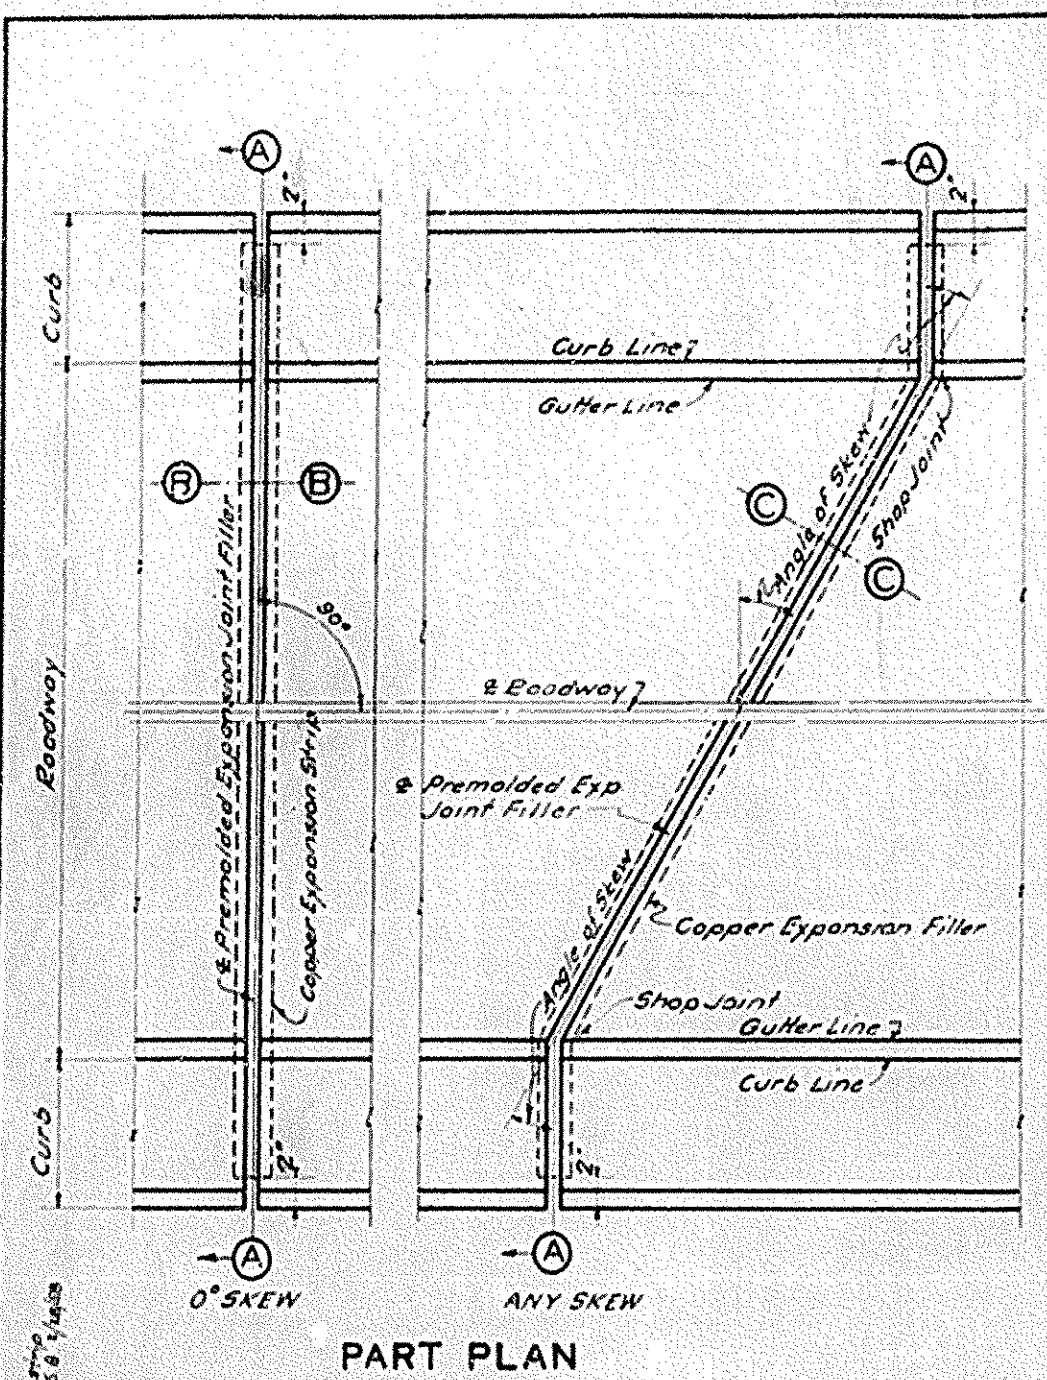 A
A
2"
2"
Curb
Curb Line
Gutter Line
B
B
C
C
Angle of Skew
Shop Joint
℄ Premolded Expansion Joint Filler
90°
Roadway
℄ Roadway
Copper Expansion Strip
℄ Premolded Exp
Joint Filler
Angle of Skew
Copper Expansion Filler
Shop Joint
Gutter Line
Curb Line
Curb
2"
2"
A
A
0° SKEW
ANY SKEW
PART PLAN